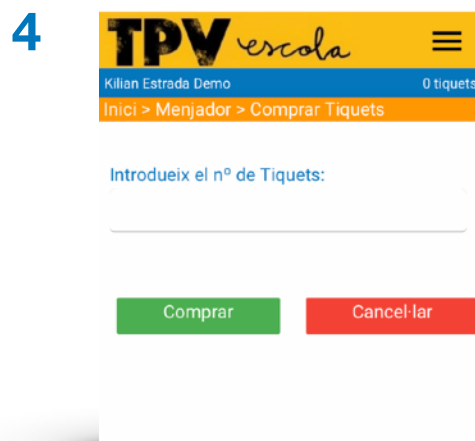 4
TPV escola
Kilian Estrada Demo 0 tiquets
Inici > Menjador > Comprar Tiquets
Introdueix el nº de Tiquets:
Comprar Cancel·lar